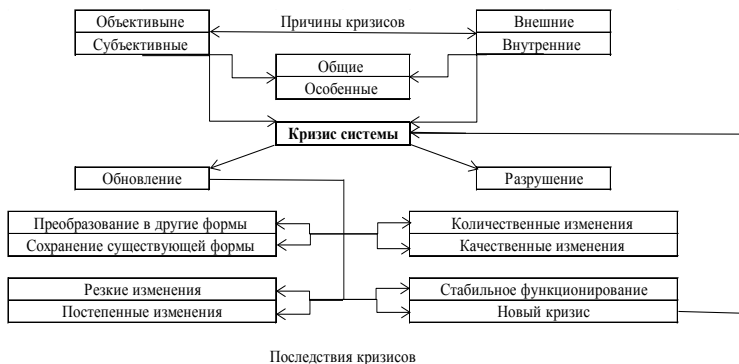 Объективыне
Причины кризисов
Внешние
Субъективные
Внутренние
Общие
Особенные
Кризис системы
Обновление
Разрушение
Преобразование в другие формы
Количественные изменения
Сохранение существующей формы
Качественные изменения
Резкие изменения
Стабильное функционирование
Постепенные изменения
Новый кризис
Последствия кризисов